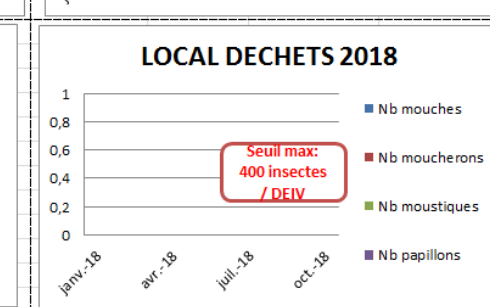 LOCAL DECHETS 2018
1
0,8
0,6
0,4
0,2
0
janv.-18
avr.-18
juil.-18
oct.-18
Seuil max:
400 insectes
/ DEIV
Nb mouches
Nb moucherons
Nb moustiques
Nb papillons